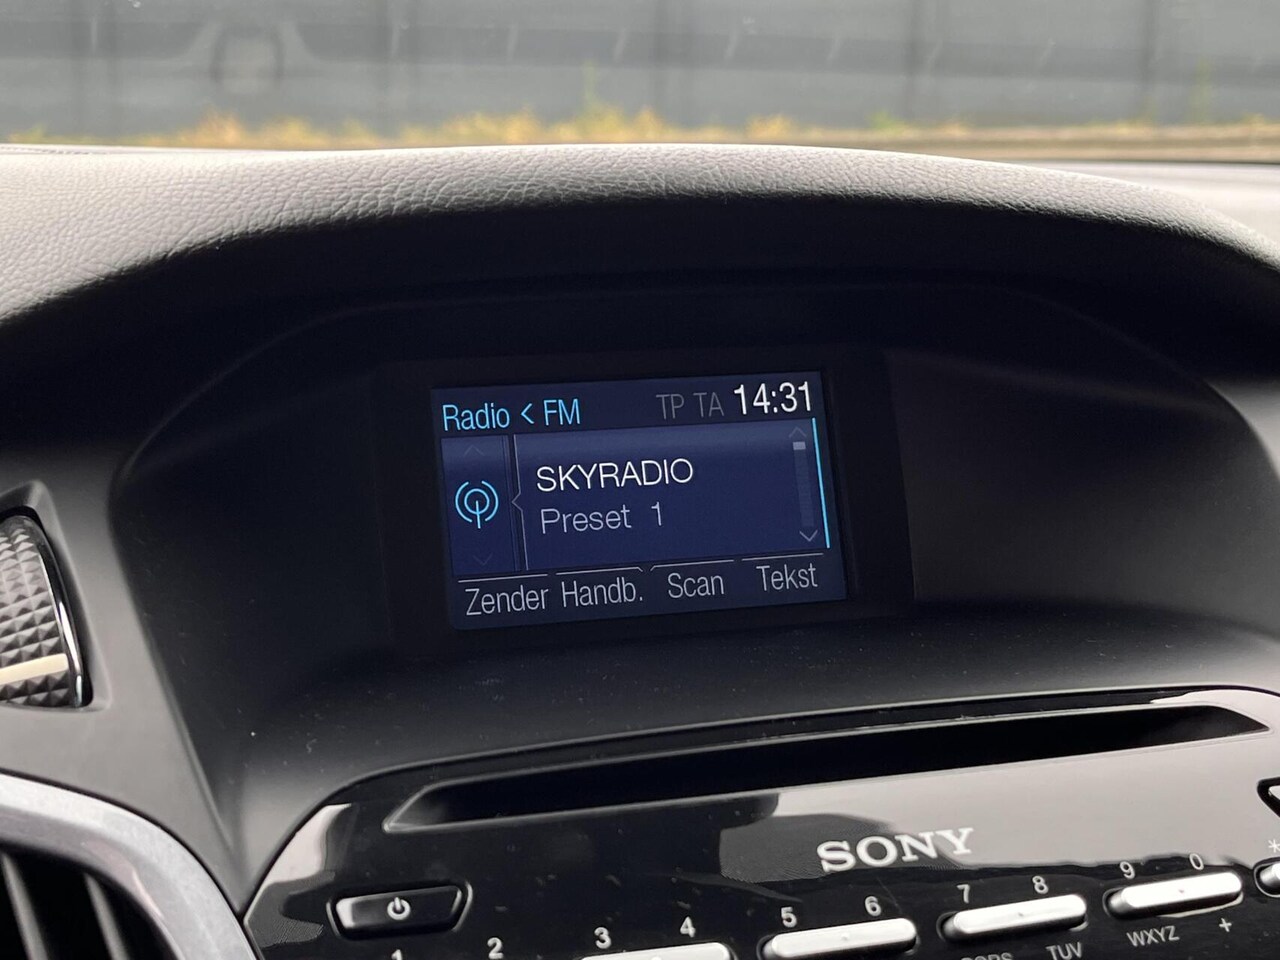 Radio < FM TP TA 14:31
SKYRADIO
Preset 1
Zender Handb. Scan Tekst
SONY
1 2 3 4 5 6 7 8 9 0 *
TUV WXYZ +